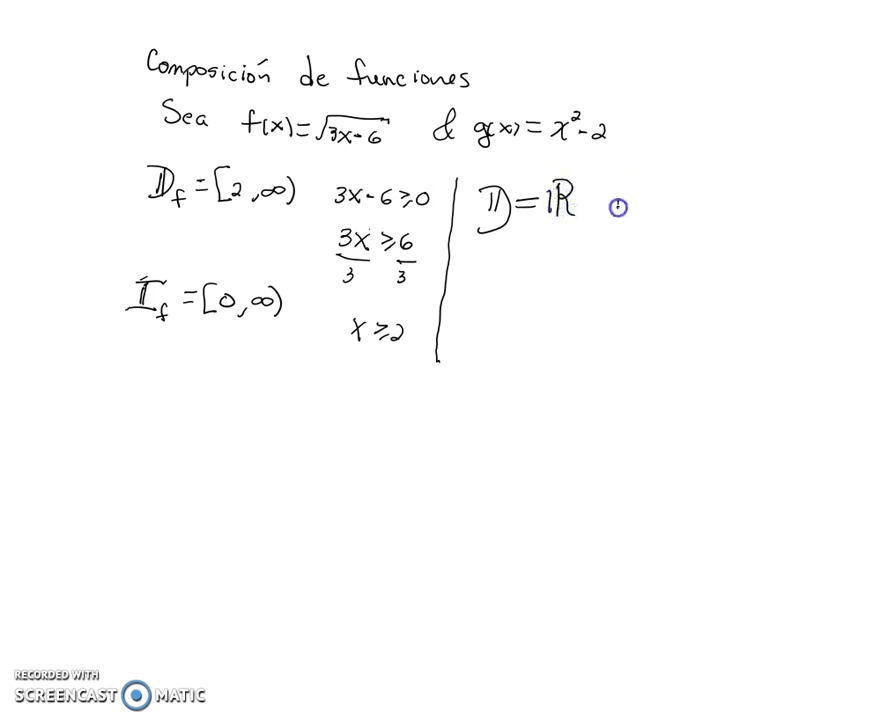 Composición de funciones
Sea f(x)=√3x-6 & g(x)=x²-2
D_f=[2,∞)
3x-6≥0
3x≥6
3 3
x≥2
I_f=[0,∞)
D=ℝ
RECORDED WITH
SCREENCAST MATIC